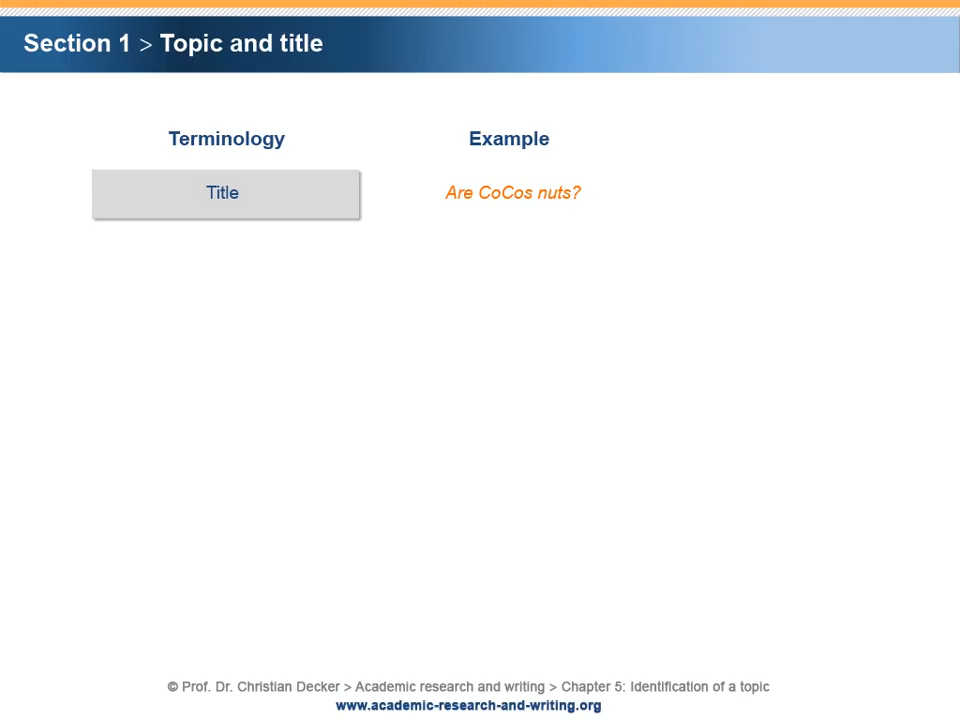 Section 1 > Topic and title
Terminology Example
Title Are CoCos nuts?
© Prof. Dr. Christian Decker > Academic research and writing > Chapter 5: Identification of a topic
www.academic-research-and-writing.org